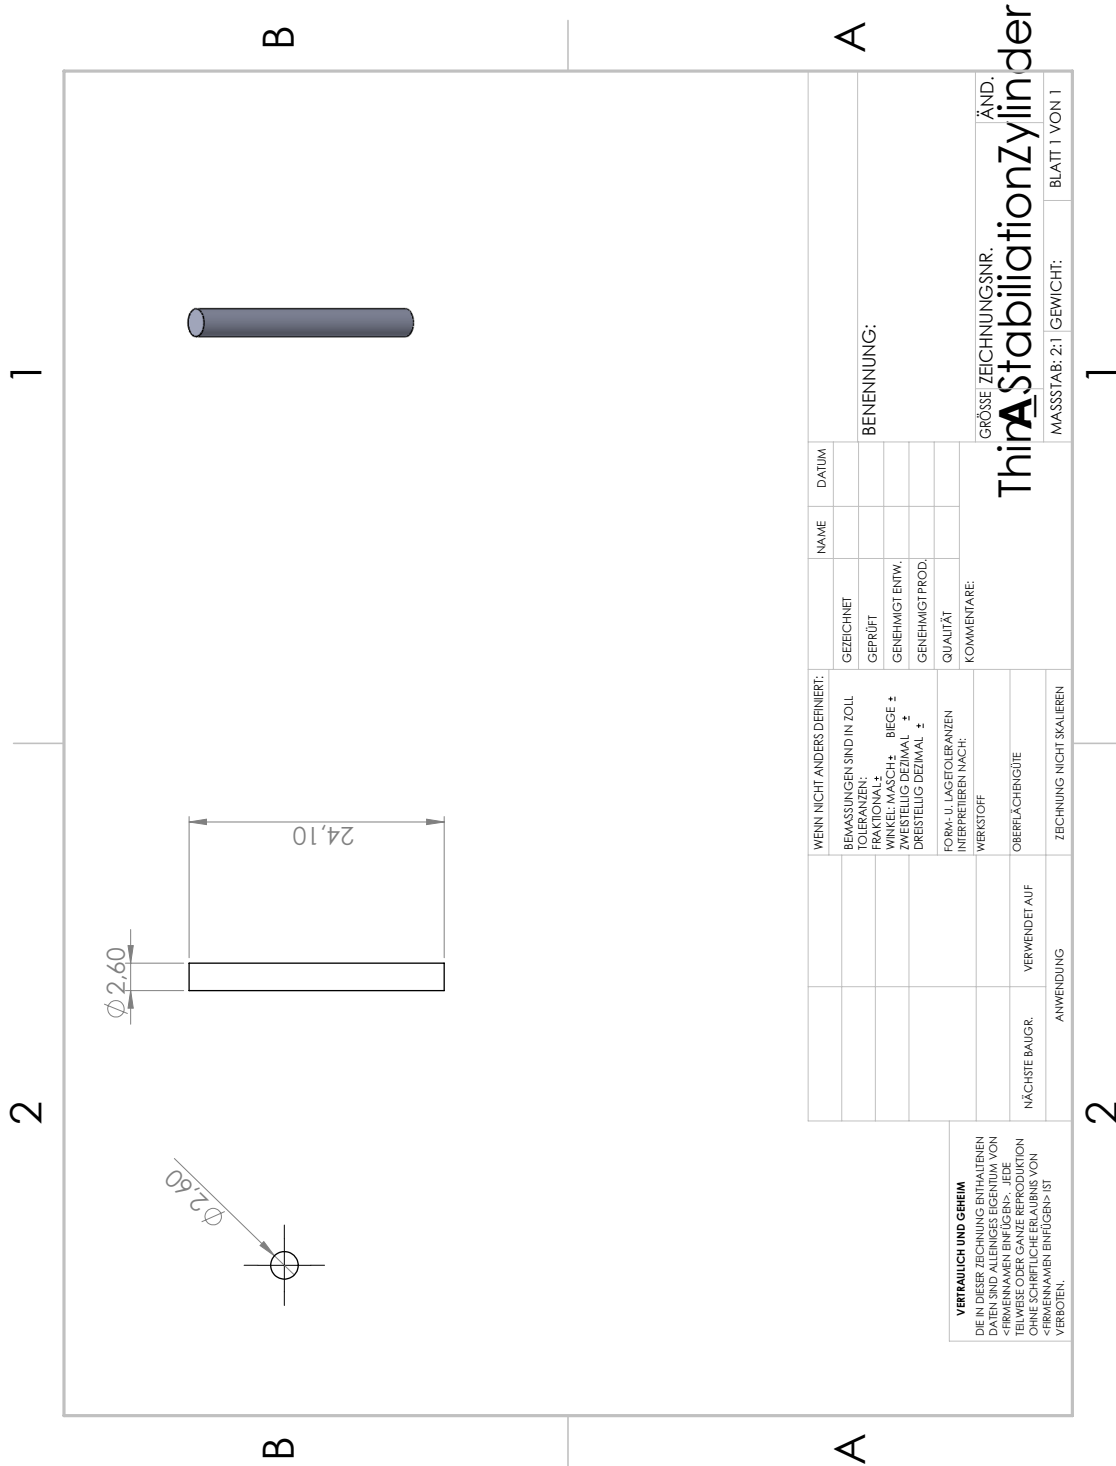 2
1
B
B
A
A
2
1
Ø 2,60
Ø 2,60
24,10
WENN NICHT ANDERS DEFINIERT:
BEMASSUNGEN SIND IN ZOLL
TOLERANZEN:
FRAKTIONAL±
WINKEL: MASCH± BIEGE ±
ZWEISTELLIG DEZIMAL ±
DREISTELLIG DEZIMAL ±
FORM- U. LAGETOLERANZEN
INTERPRETIEREN NACH:
WERKSTOFF
OBERFLÄCHENGÜTE
ZEICHNUNG NICHT SKALIEREN
NAME
DATUM
GEZEICHNET
GEPRÜFT
GENEHMIGT ENTW.
GENEHMIGT PROD.
QUALITÄT
KOMMENTARE:
BENENNUNG:
GRÖSSE
ZEICHNUNGSNR.
ÄND.
A
Thin_StabiliationZylinder
MASSSTAB: 2:1
GEWICHT:
BLATT 1 VON 1
VERTRAULICH UND GEHEIM
DIE IN DIESER ZEICHNUNG ENTHALTENEN
DATEN SIND ALLEINIGES EIGENTUM VON
<FIRMENNAMEN EINFÜGEN>. JEDE
TEILWEISE ODER GANZE REPRODUKTION
OHNE SCHRIFTLICHE ERLAUBNIS VON
<FIRMENNAMEN EINFÜGEN> IST
VERBOTEN.
NÄCHSTE BAUGR.
VERWENDET AUF
ANWENDUNG